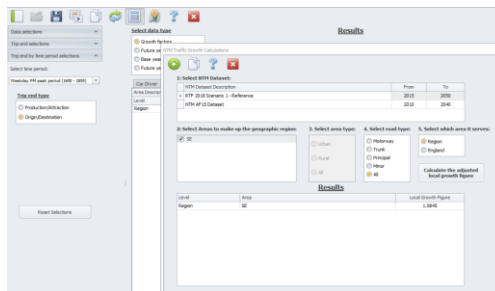 Data selections
Trip end selections
Trip end by time period selections
Select time period:
Weekday PM peak period (1600 - 1859)
Trip end type
Production/Attraction
Origin/Destination
Reset Selections
Select data type
Growth factors
Future ye
Base year
Future ye
Car Driver
Area Descrip
Level
Region
Results
NTM Traffic Growth Calculations
1: Select NTM Dataset:
NTM Dataset Description From To
RTF 2018 Scenario 1 - Reference 2015 2050
NTM AF15 Dataset 2010 2040
2: Select Areas to make up the geographic region:
SE
3. Select area type:
Urban
Rural
All
4. Select road type:
Motorway
Trunk
Principal
Minor
All
5. Select which area it serves:
Region
England
Calculate the adjusted
local growth figure
Results
Level Area Local Growth Figure
Region SE